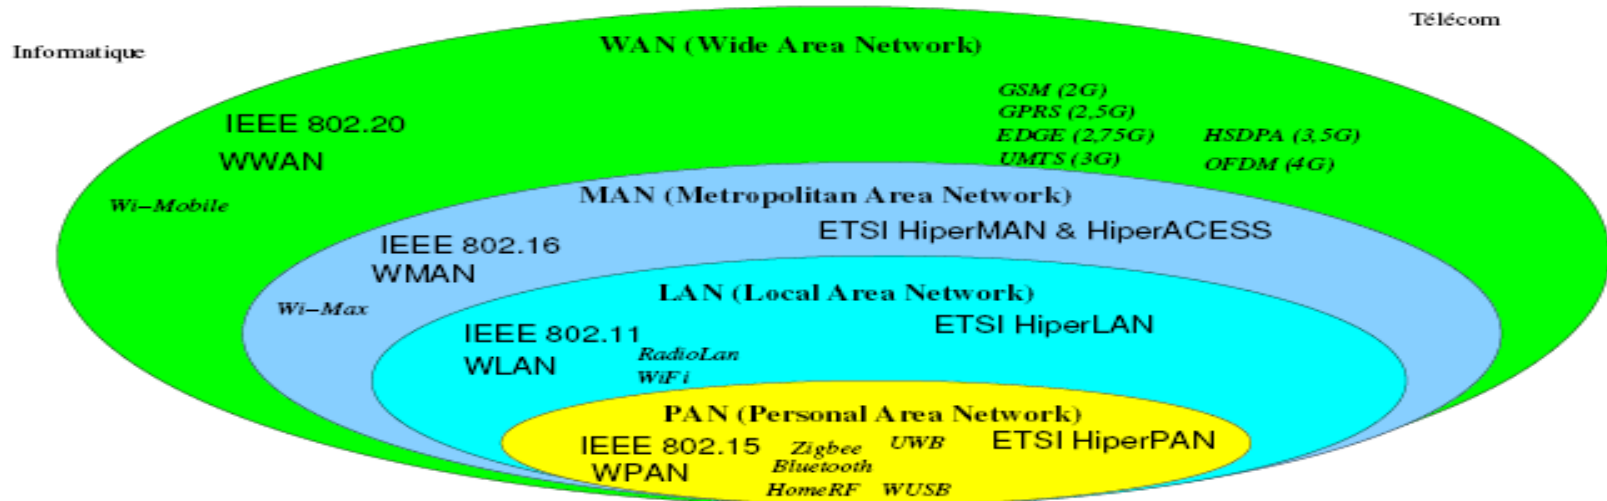 Télécom
Informatique
WAN (Wide Area Network)
GSM (2G)
GPRS (2,5G)
EDGE (2,75G) HSDPA (3,5G)
UMTS (3G) OFDM (4G)
IEEE 802.20
WWAN
Wi-Mobile
MAN (Metropolitan Area Network)
ETSI HiperMAN & HiperACESS
IEEE 802.16
WMAN
Wi-Max
LAN (Local Area Network)
ETSI HiperLAN
IEEE 802.11
WLAN
RadioLan
WiFi
PAN (Personal Area Network)
IEEE 802.15 Zigbee UWB ETSI HiperPAN
WPAN Bluetooth
HomeRF WUSB